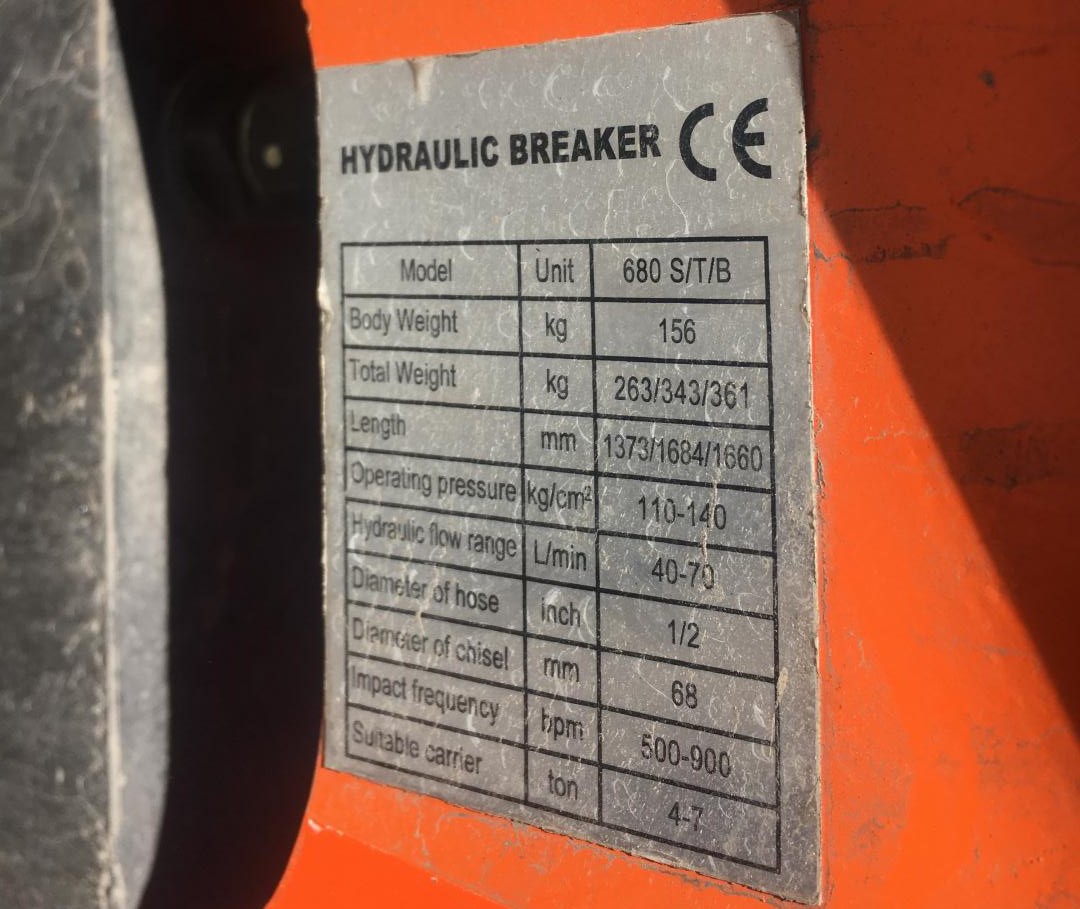 HYDRAULIC BREAKER CE
Model Unit 680 S/T/B
Body Weight kg 156
Total Weight kg 263/343/361
Length mm 1373/1684/1660
Operating pressure kg/cm² 110-140
Hydraulic flow range L/min 40-70
Diameter of hose inch 1/2
Diameter of chisel mm 68
Impact frequency bpm 500-900
Suitable carrier ton 4-7